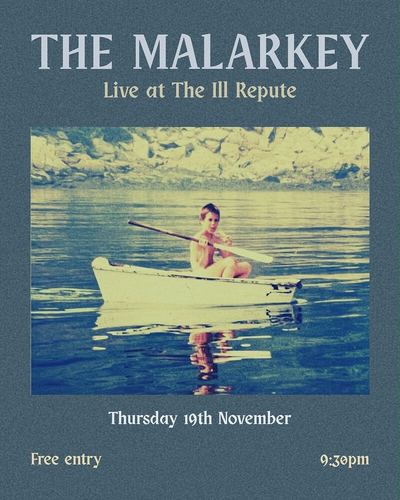 THE MALARKEY
Live at The Ill Repute
Thursday 19th November
Free entry
9:30pm